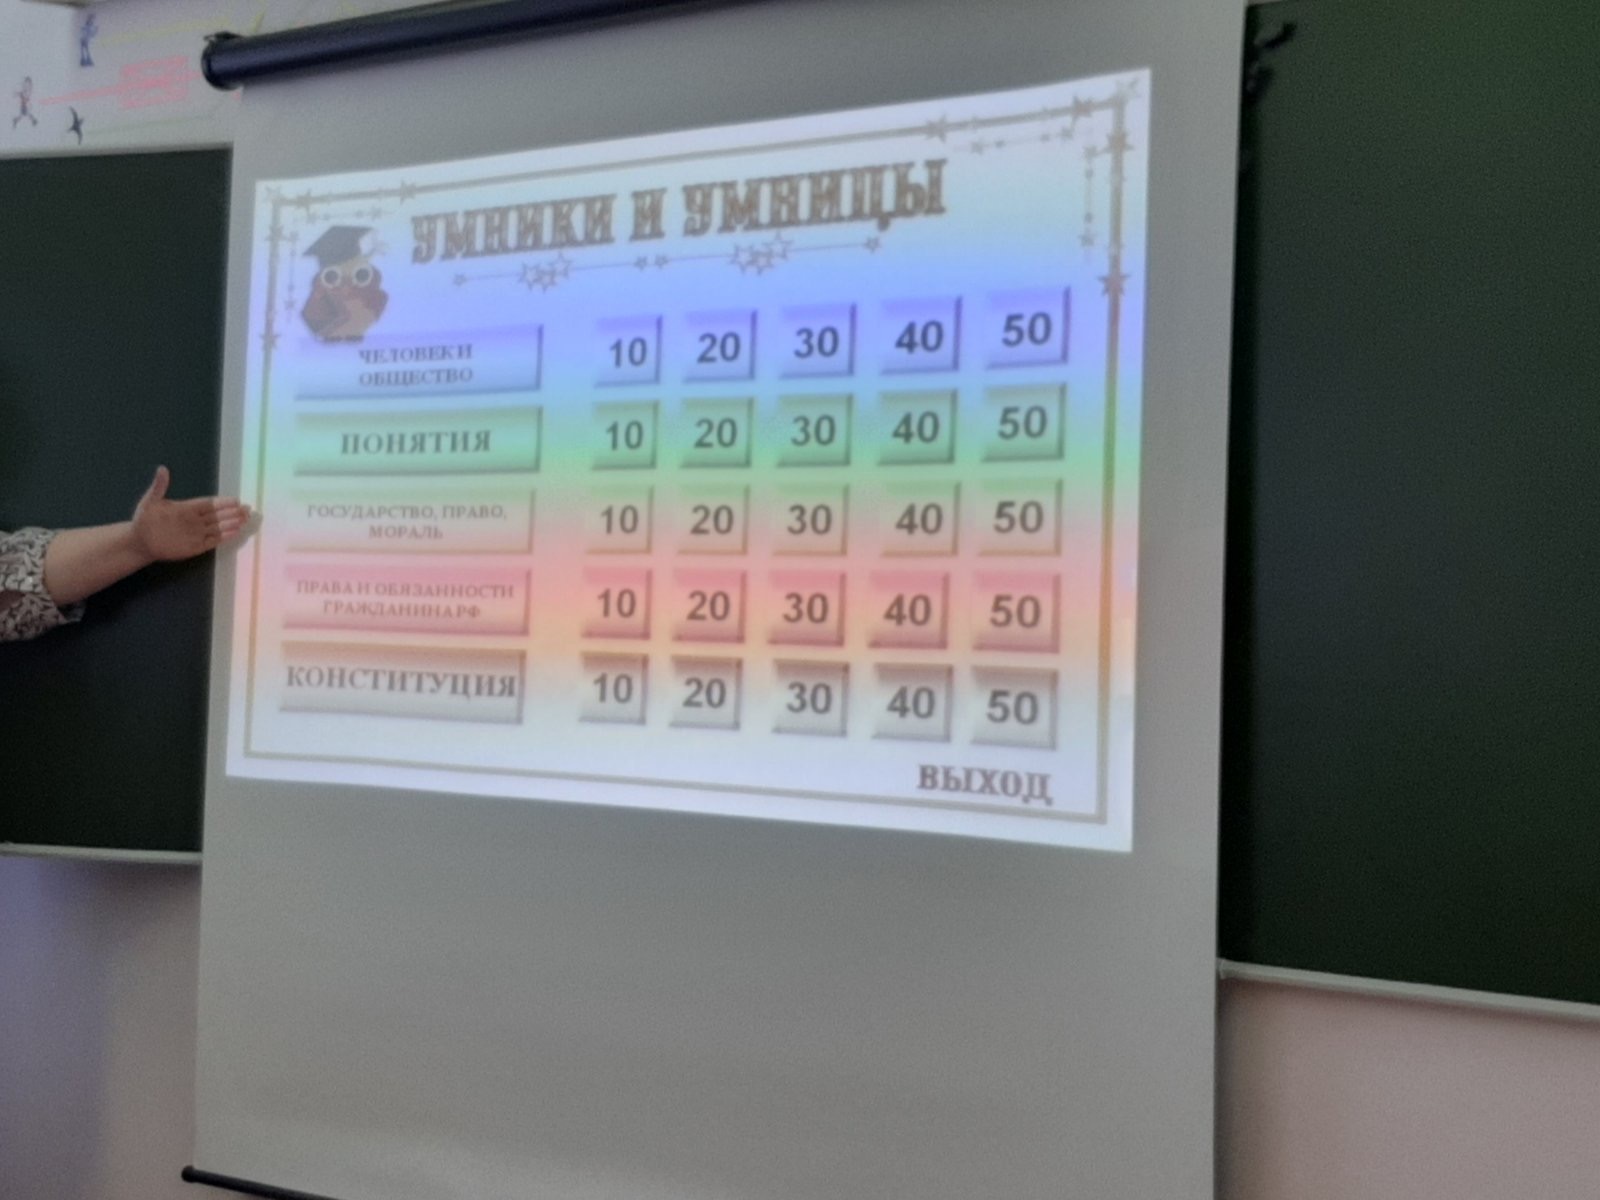 УМНИКИ И УМНИЦЫ
ЧЕЛОВЕК И
ОБЩЕСТВО
10 20 30 40 50
ПОНЯТИЯ
10 20 30 40 50
ГОСУДАРСТВО, ПРАВО,
МОРАЛЬ
10 20 30 40 50
ПРАВА И ОБЯЗАННОСТИ
ГРАЖДАНИНА РФ
10 20 30 40 50
КОНСТИТУЦИЯ
10 20 30 40 50
ВЫХОД